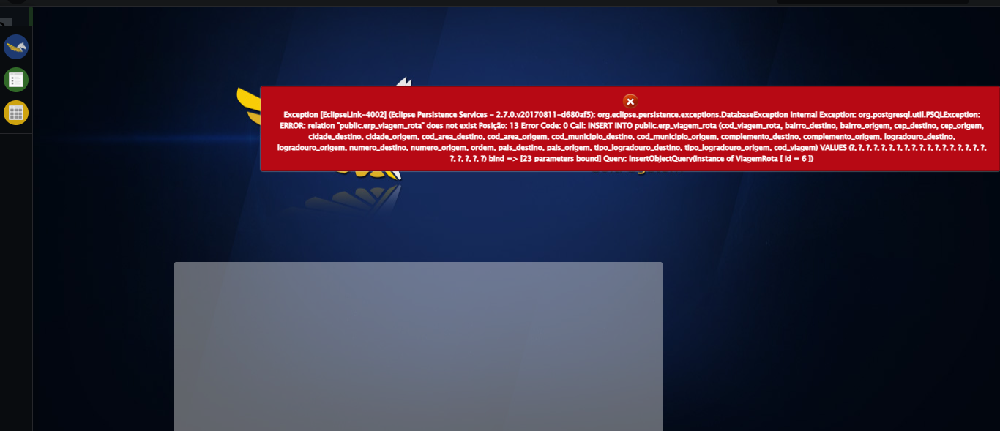 Exception [EclipseLink-4002] (Eclipse Persistence Services - 2.7.0.v20170811-d680af5): org.eclipse.persistence.exceptions.DatabaseException Internal Exception: org.postgresql.util.PSQLException:
ERROR: relation "public.erp_viagem_rota" does not exist Posição: 13 Error Code: 0 Call: INSERT INTO public.erp_viagem_rota (cod_viagem_rota, bairro_destino, bairro_origem, cep_destino, cep_origem,
cidade_destino, cidade_origem, cod_area_destino, cod_area_origem, cod_municipio_destino, cod_municipio_origem, complemento_destino, complemento_origem, logradouro_destino,
logradouro_origem, numero_destino, numero_origem, ordem, pais_destino, pais_origem, tipo_logradouro_destino, tipo_logradouro_origem, cod_viagem) VALUES (?, ?, ?, ?, ?, ?, ?, ?, ?, ?, ?, ?, ?, ?, ?, ?, ?, ?,
?, ?, ?, ?, ?) bind => [23 parameters bound] Query: InsertObjectQuery(Instance of ViagemRota [ id = 6 ])